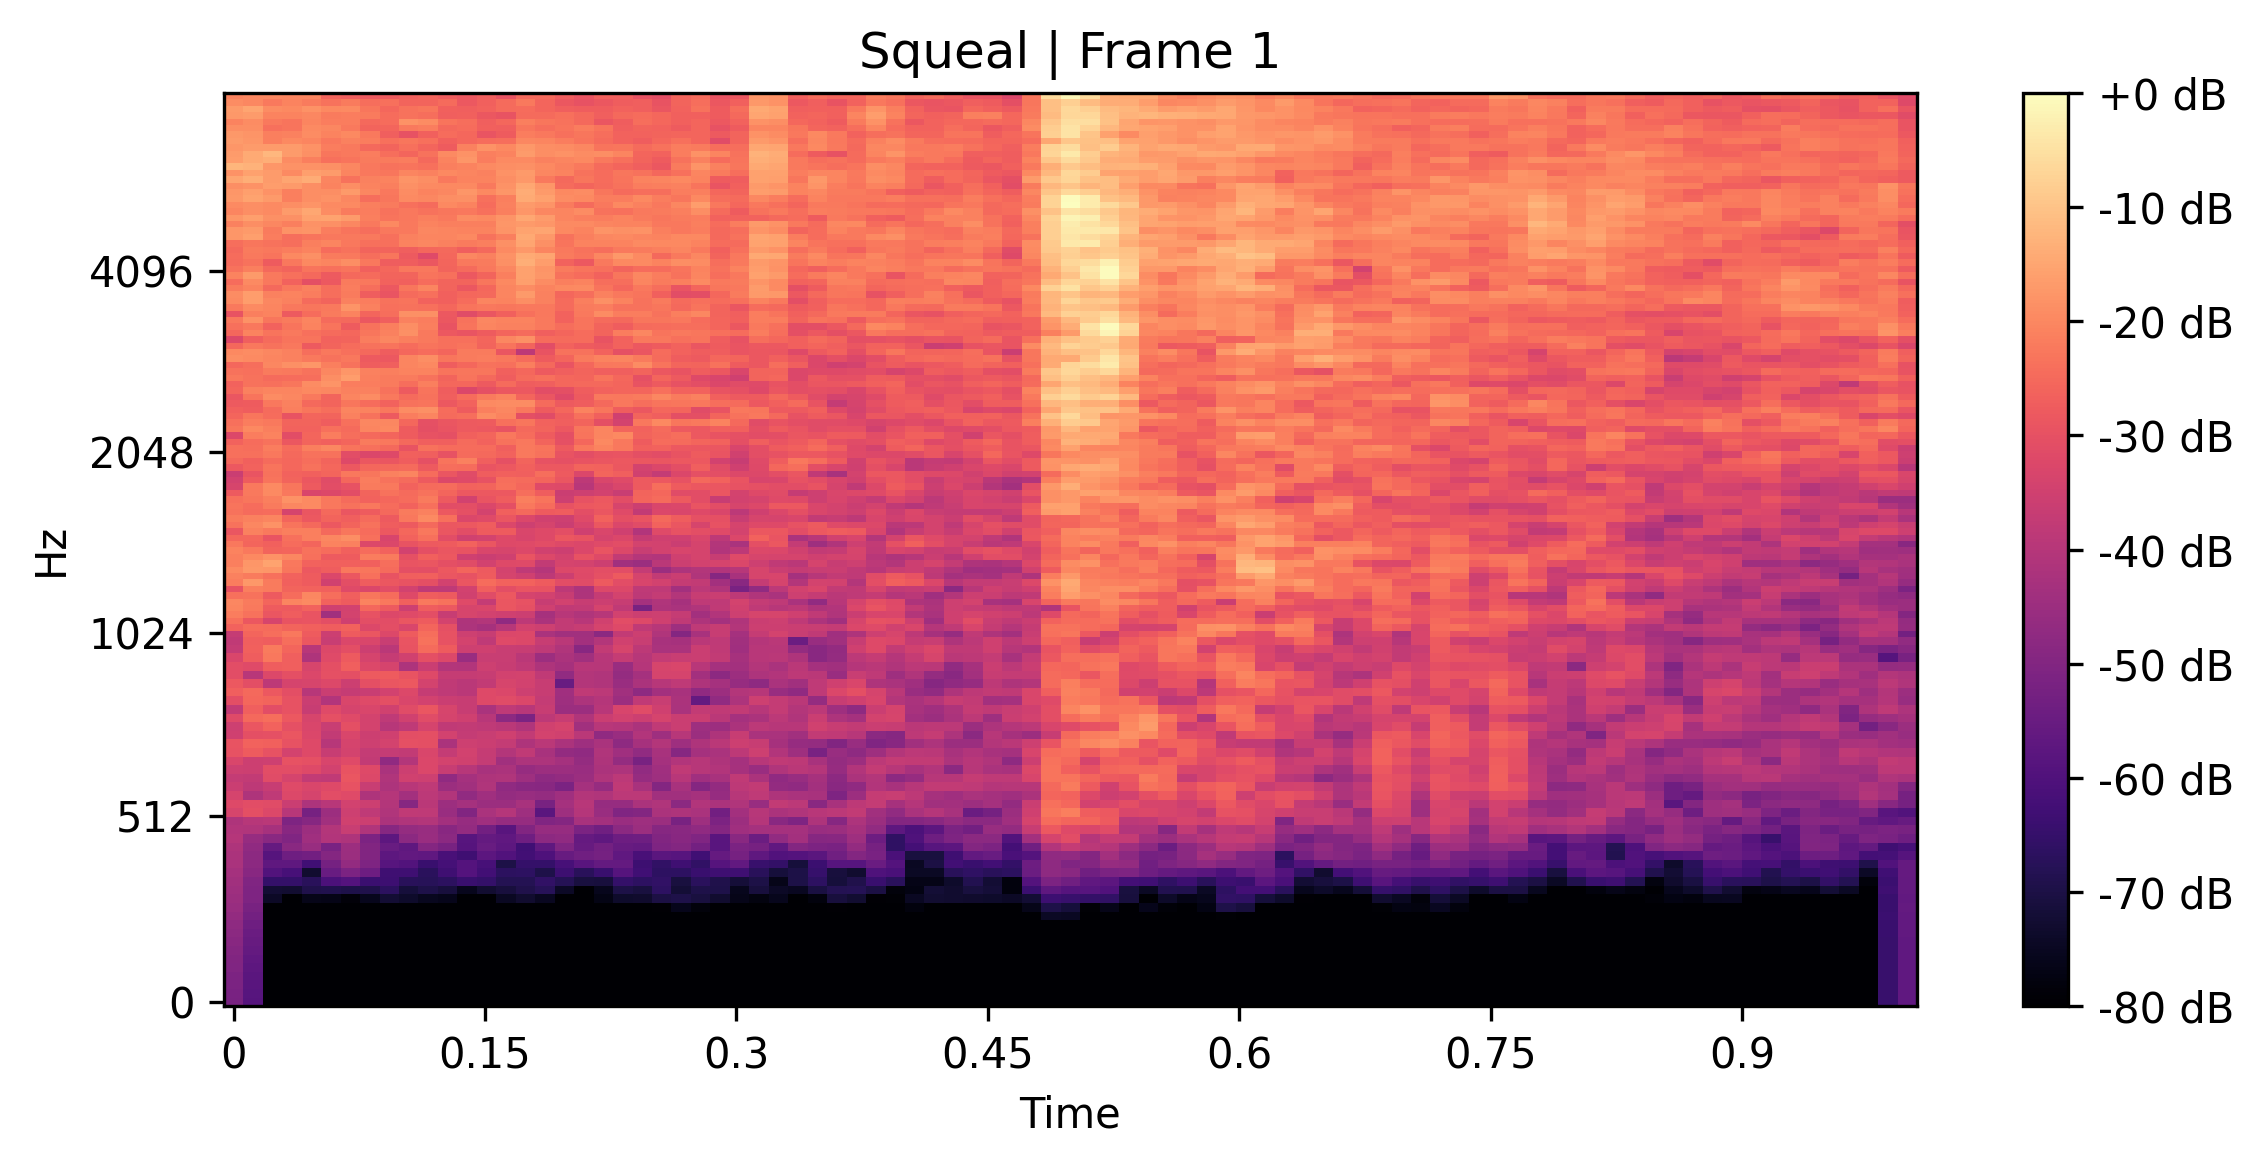 Squeal | Frame 1
+0 dB
-10 dB
-20 dB
-30 dB
-40 dB
-50 dB
-60 dB
-70 dB
-80 dB
Hz
4096
2048
1024
512
0
0 0.15 0.3 0.45 0.6 0.75 0.9
Time